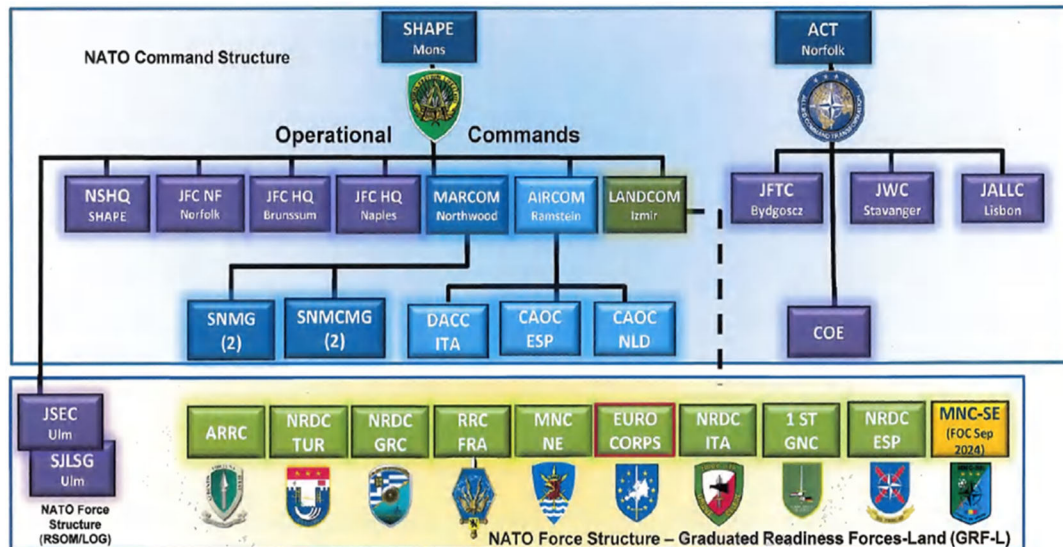 SHAPE
Mons
ACT
Norfolk
NATO Command Structure
ALLIED COMMAND TRANSFORMATION
Operational Commands
NSHQ
SHAPE
JFC NF
Norfolk
JFC HQ
Brunssum
JFC HQ
Naples
MARCOM
Northwood
AIRCOM
Ramstein
LANDCOM
Izmir
JFTC
Bydgoscz
JWC
Stavanger
JALLC
Lisbon
SNMG
(2)
SNMCMG
(2)
DACC
ITA
CAOC
ESP
CAOC
NLD
COE
JSEC
Ulm
SJLSG
Ulm
NATO Force
Structure
(RSOM/LOG)
ARRC
NRDC
TUR
NRDC
GRC
RRC
FRA
MNC
NE
EURO
CORPS
NRDC
ITA
1 ST
GNC
NRDC
ESP
MNC-SE
(FOC Sep
2024)
NATO Force Structure – Graduated Readiness Forces-Land (GRF-L)